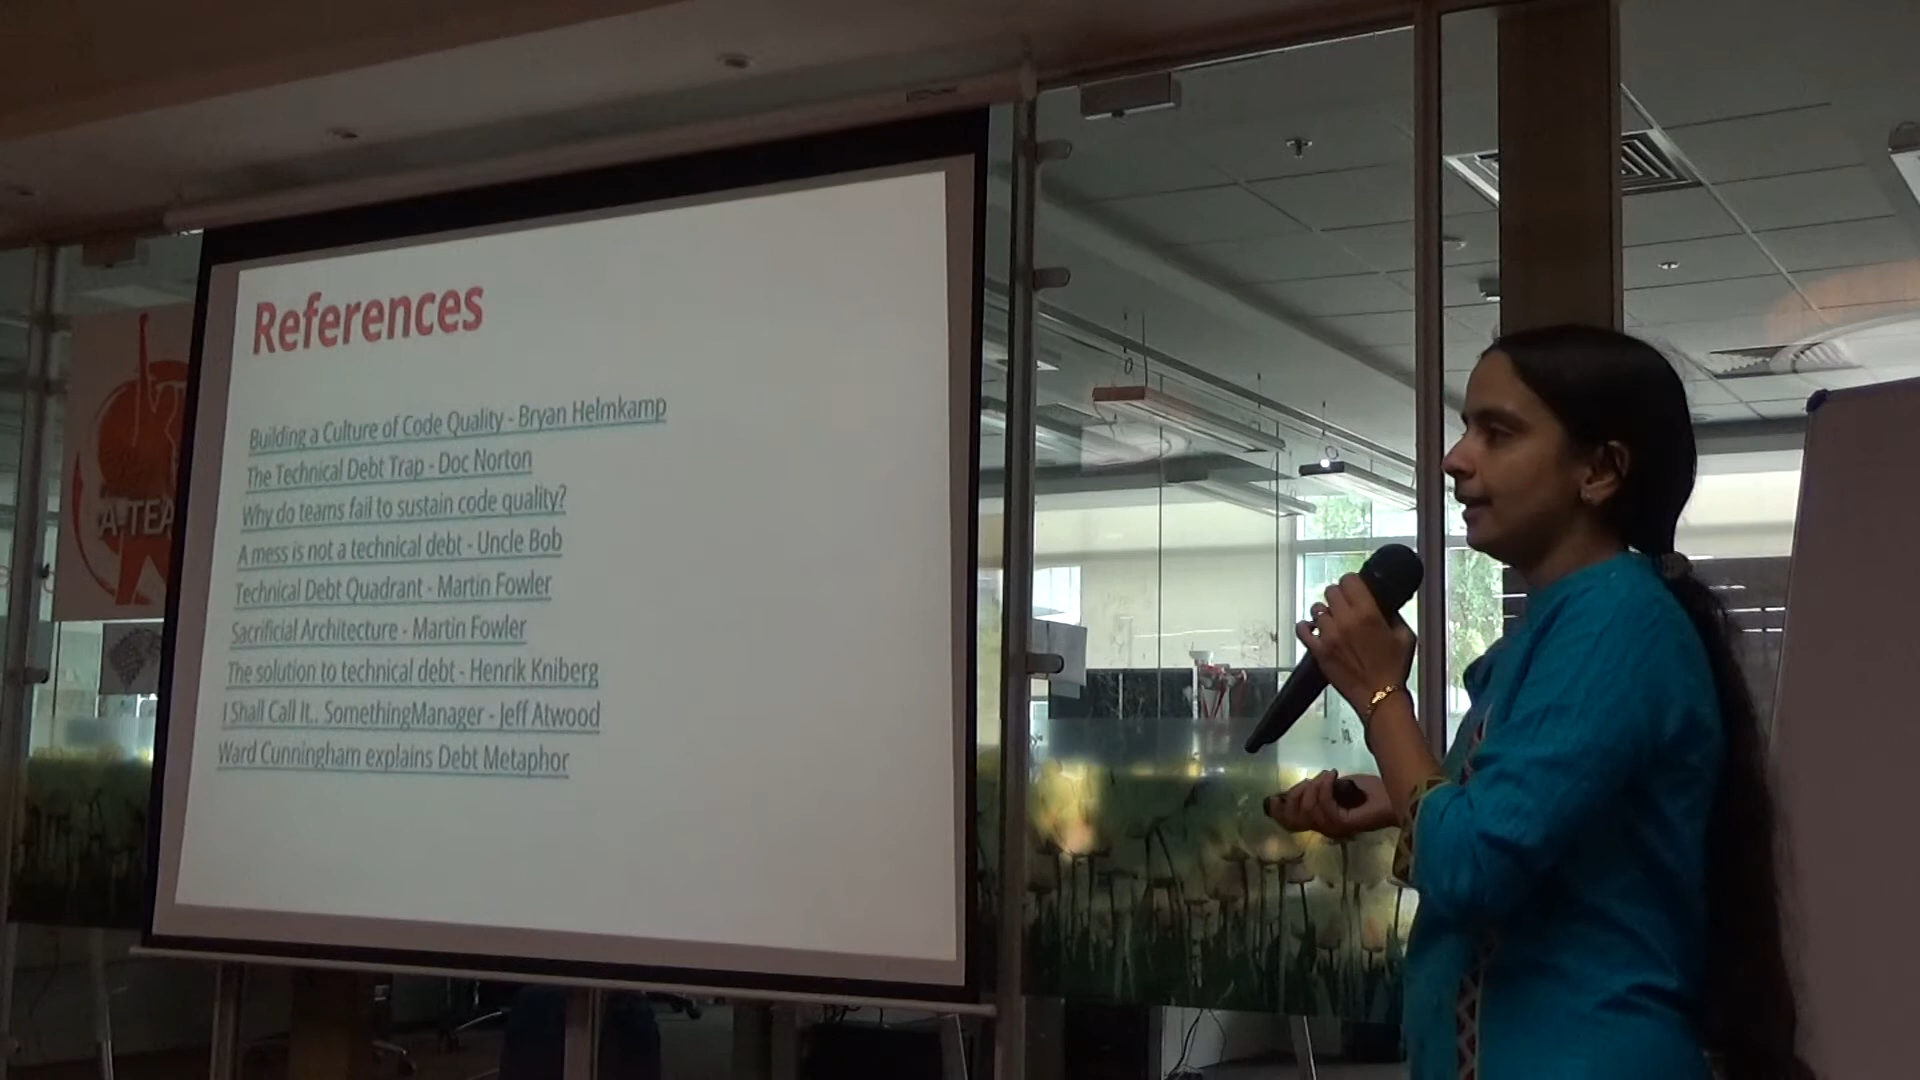 References
Building a Culture of Code Quality - Bryan Helmkamp
The Technical Debt Trap - Doc Norton
Why do teams fail to sustain code quality?
A mess is not a technical debt - Uncle Bob
Technical Debt Quadrant - Martin Fowler
Sacrificial Architecture - Martin Fowler
The solution to technical debt - Henrik Kniberg
I Shall Call It.. SomethingManager - Jeff Atwood
Ward Cunningham explains Debt Metaphor
A-TEA